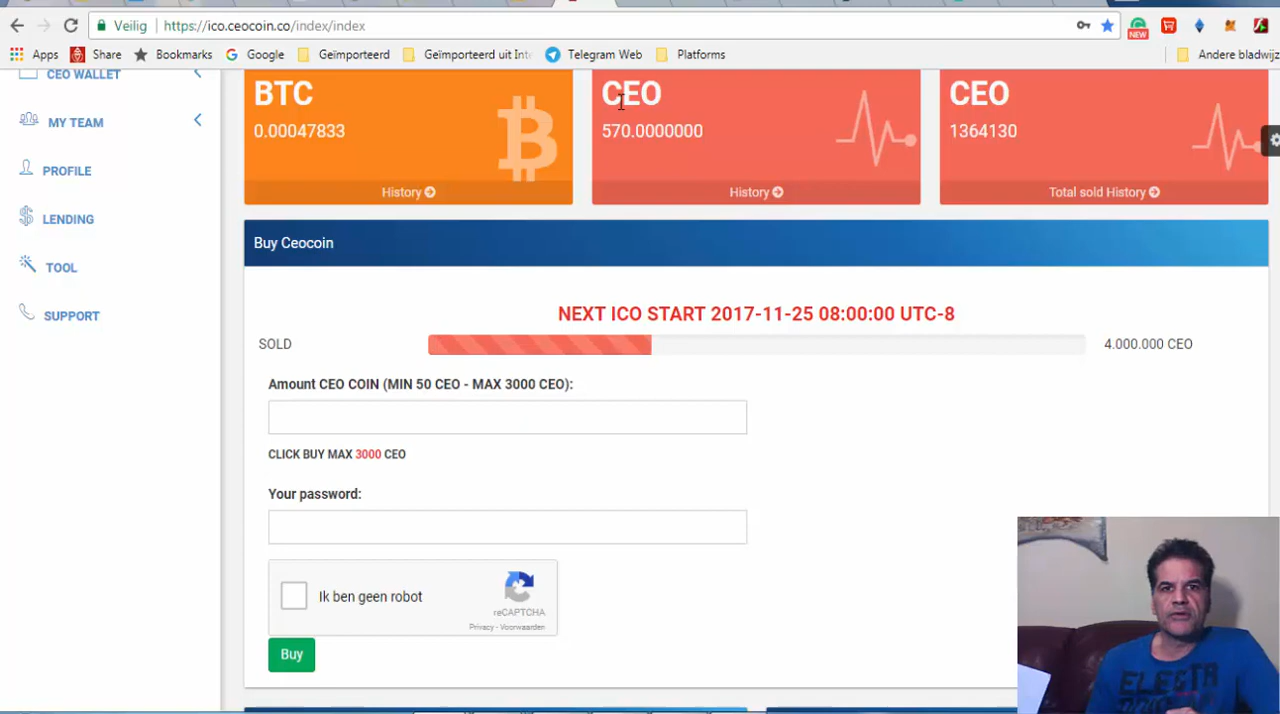 Veilig
https://ico.ceocoin.co/index/index
NEW
Apps
Share
Bookmarks
Google
Geïmporteerd
Geïmporteerd uit Int
Telegram Web
Platforms
Andere bladwijz
CEO WALLET
MY TEAM
PROFILE
LENDING
TOOL
SUPPORT
BTC
0.00047833
History
CEO
570.0000000
History
CEO
1364130
Total sold History
Buy Ceocoin
NEXT ICO START 2017-11-25 08:00:00 UTC-8
SOLD
4.000.000 CEO
Amount CEO COIN (MIN 50 CEO - MAX 3000 CEO):
CLICK BUY MAX 3000 CEO
Your password:
Ik ben geen robot
reCAPTCHA
Privacy - Voorwaarden
Buy